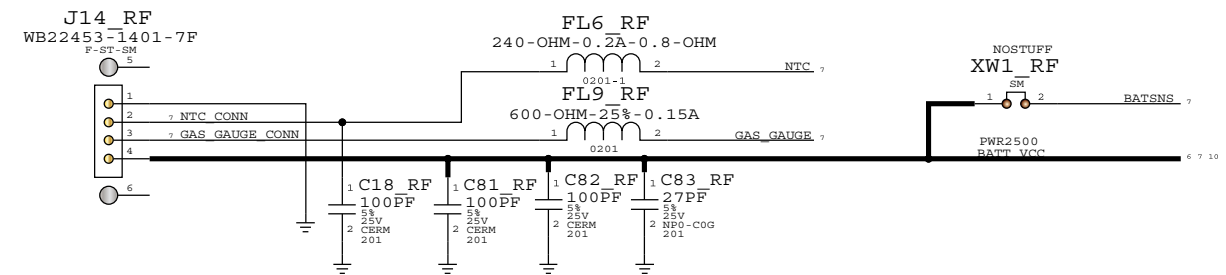 J14_RF
WB22453-1401-7F
F-ST-SM
5
1
2
7 NTC_CONN
3
7 GAS_GAUGE_CONN
4
6
FL6_RF
240-OHM-0.2A-0.8-OHM
1
2
NTC 7
0201-1
FL9_RF
600-OHM-25%-0.15A
1
2
GAS_GAUGE 7
0201
NOSTUFF
XW1_RF
SM
1
2
BATSNS 7
PWR2500
BATT_VCC
6 7 10
1 C18_RF
100PF
5%
25V
2 CERM
201
1 C81_RF
100PF
5%
25V
2 CERM
201
1 C82_RF
100PF
5%
25V
2 CERM
201
1 C83_RF
27PF
5%
25V
2 NP0-C0G
201